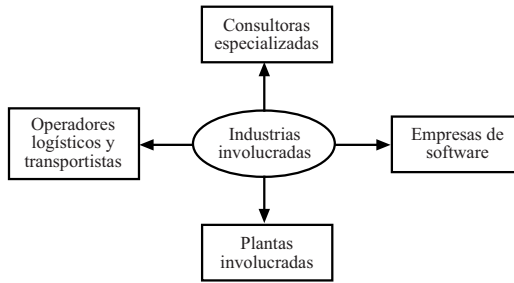 Consultoras
especializadas
Operadores
logísticos y
transportistas
Industrias
involucradas
Empresas de
software
Plantas
involucradas